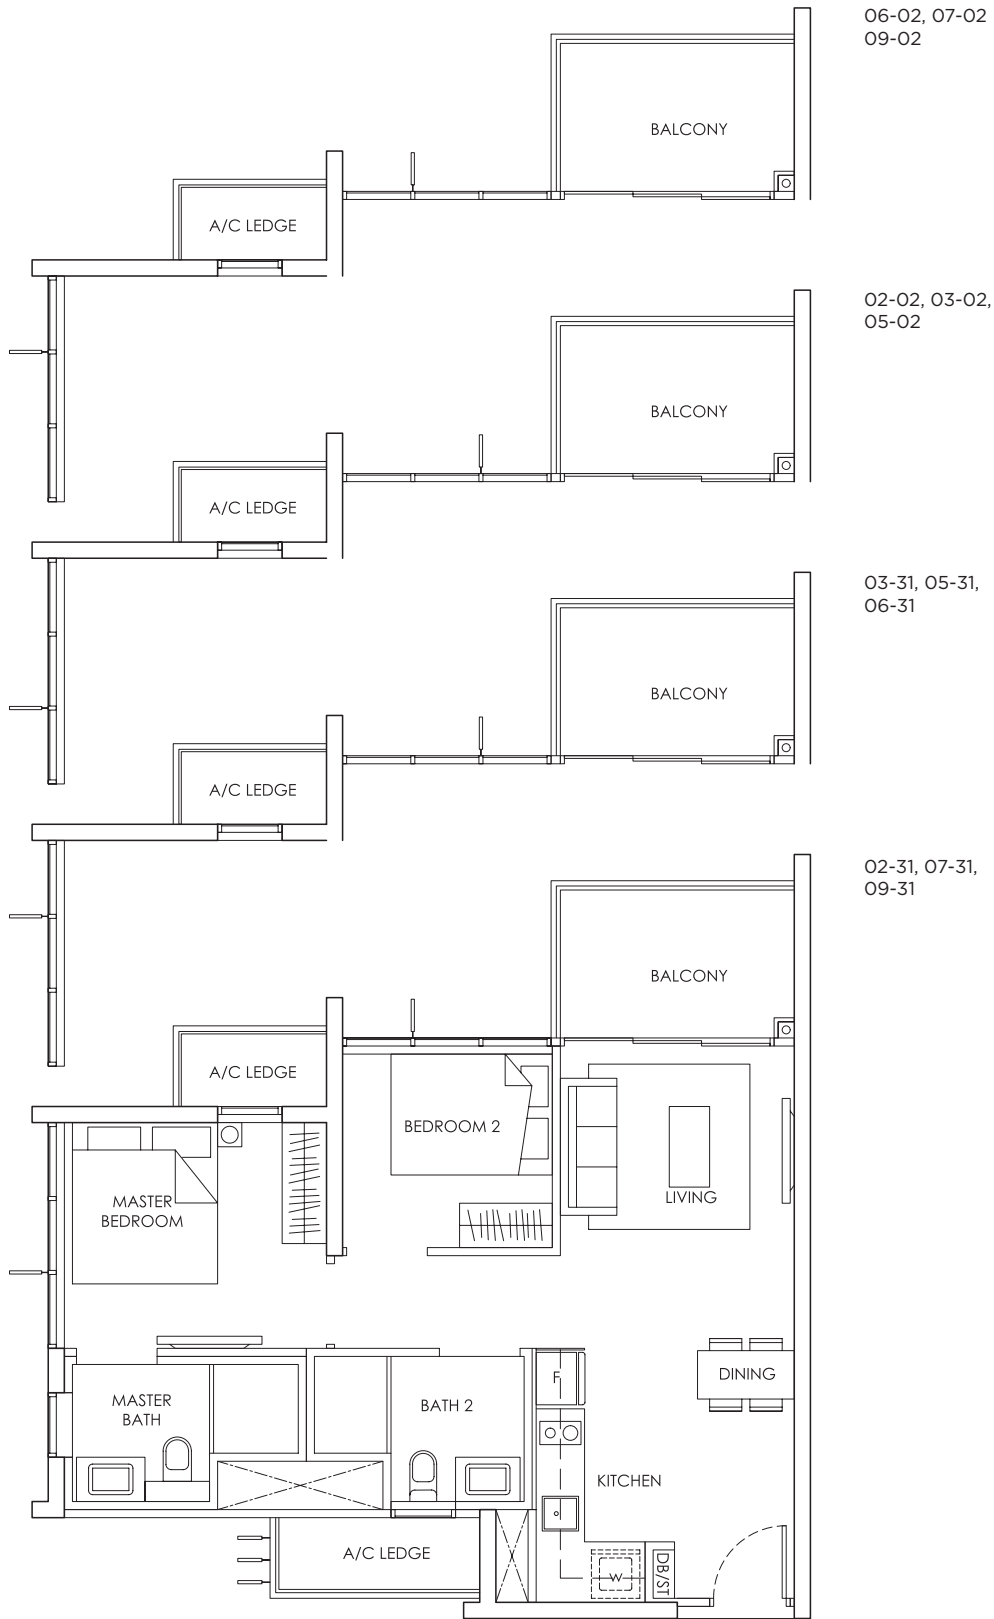 06-02, 07-02
09-02
BALCONY
A/C LEDGE
02-02, 03-02,
05-02
BALCONY
A/C LEDGE
03-31, 05-31,
06-31
BALCONY
A/C LEDGE
02-31, 07-31,
09-31
BALCONY
A/C LEDGE
BEDROOM 2
MASTER
BEDROOM
LIVING
DINING
F
MASTER
BATH
BATH 2
KITCHEN
A/C LEDGE
W
DB/ST